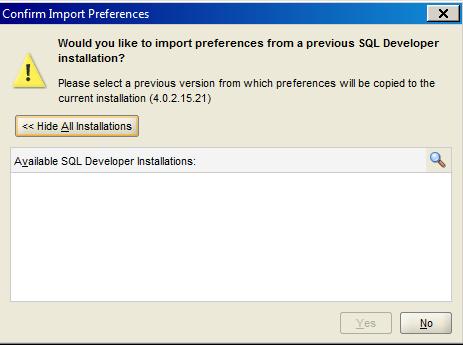 Confirm Import Preferences
Would you like to import preferences from a previous SQL Developer
installation?
Please select a previous version from which preferences will be copied to the
current installation (4.0.2.15.21)
<< Hide All Installations
Available SQL Developer Installations:
Yes
No